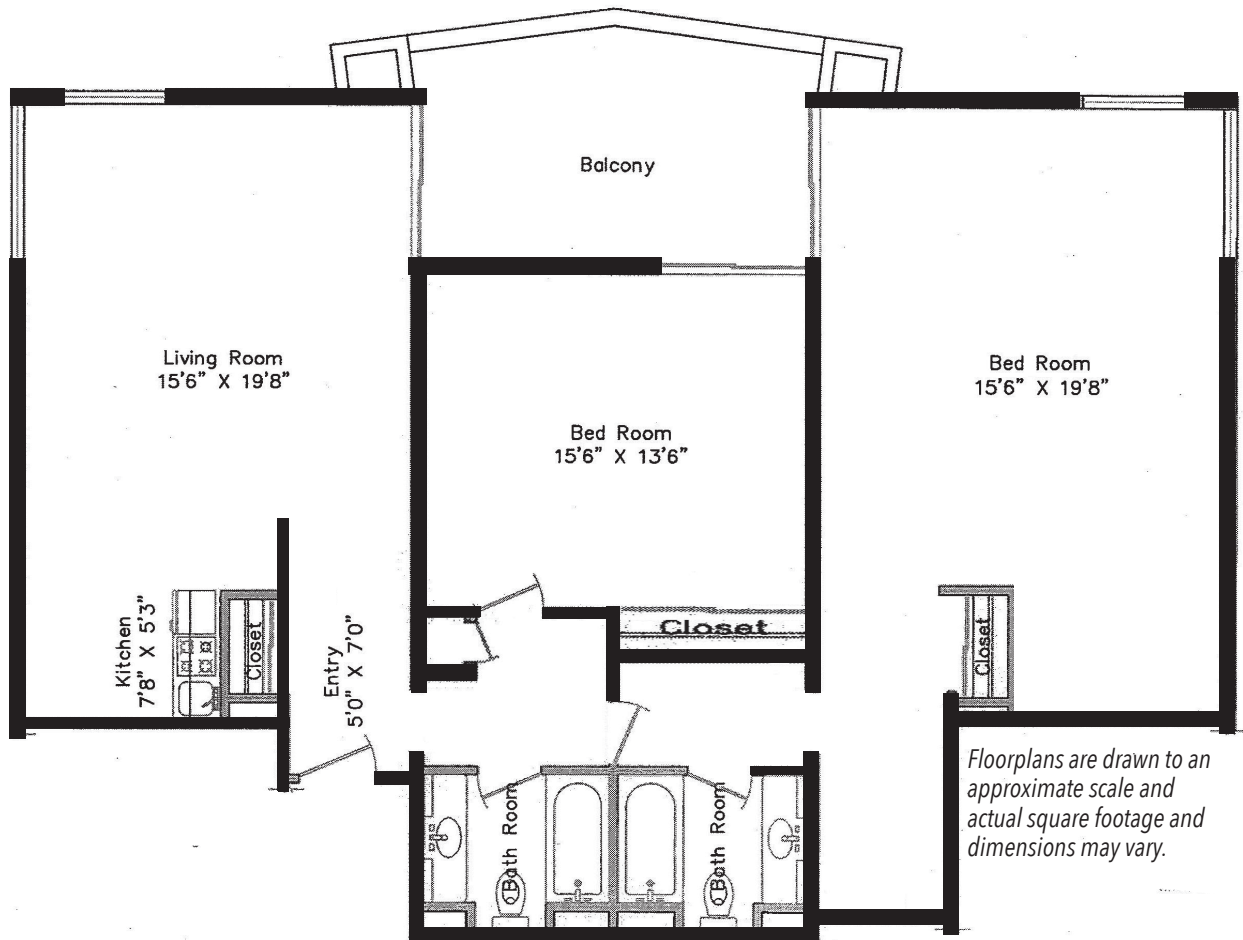 Balcony
Living Room
15'6" X 19'8"
Bed Room
15'6" X 19'8"
Bed Room
15'6" X 13'6"
Kitchen
7'8" X 5'3"
Closet
Entry
5'0" X 7'0"
Closet
Closet
Bath Room
Bath Room
Floorplans are drawn to an
approximate scale and
actual square footage and
dimensions may vary.